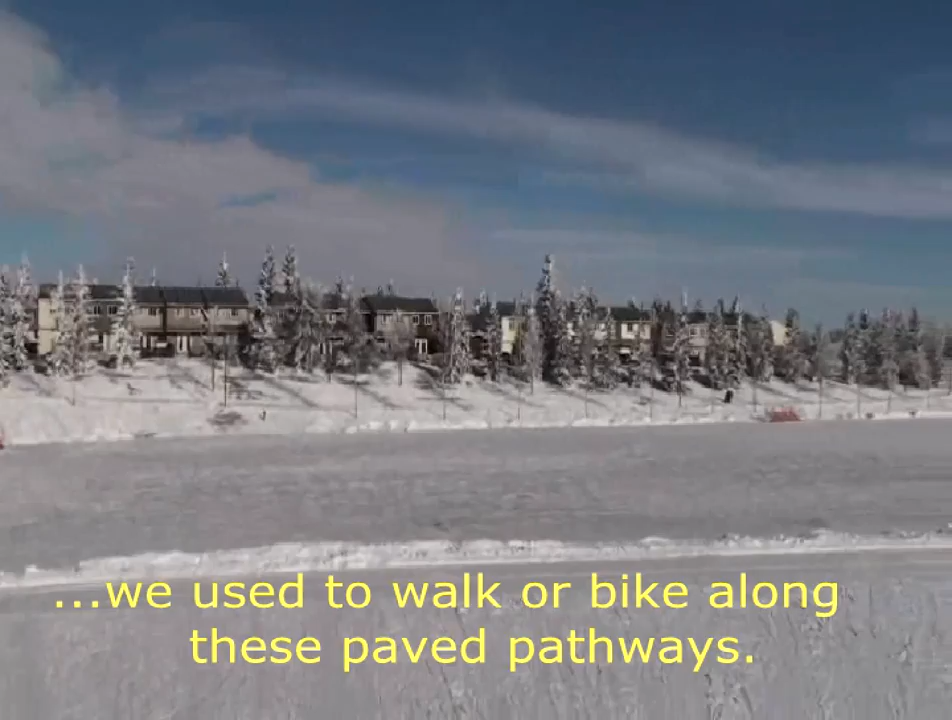 ...we used to walk or bike along
these paved pathways.